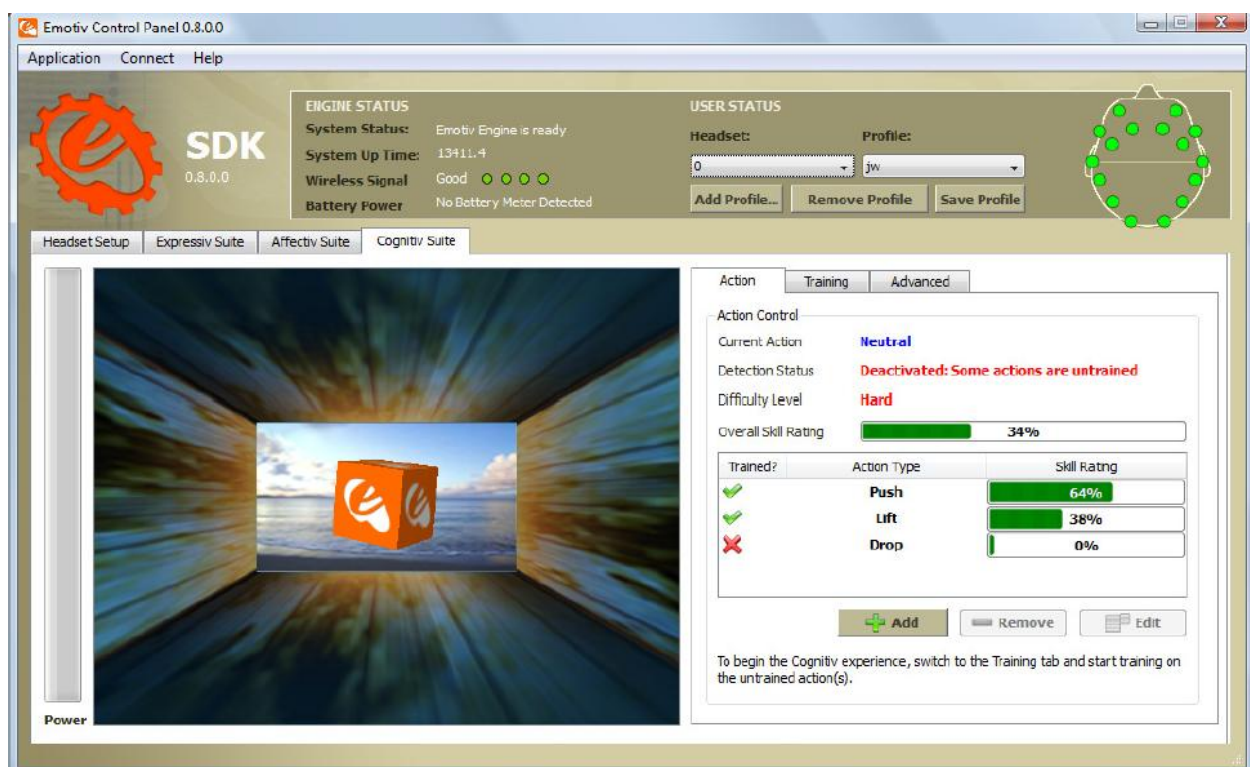 Emotiv Control Panel 0.8.0.0
Application Connect Help
SDK
0.8.0.0
ENGINE STATUS
System Status: Emotiv Engine is ready
System Up Time: 13411.4
Wireless Signal Good
Battery Power No Battery Meter Detected
USER STATUS
Headset: Profile:
0 jw
Add Profile... Remove Profile Save Profile
Headset Setup Expressiv Suite Affectiv Suite Cognitiv Suite
Power
Action Training Advanced
Action Control
Current Action Neutral
Detection Status Deactivated: Some actions are untrained
Difficulty Level Hard
Overall Skill Rating 34%
Trained? Action Type Skill Rating
Push 64%
Lift 38%
Drop 0%
Add Remove Edit
To begin the Cognitiv experience, switch to the Training tab and start training on
the untrained action(s).